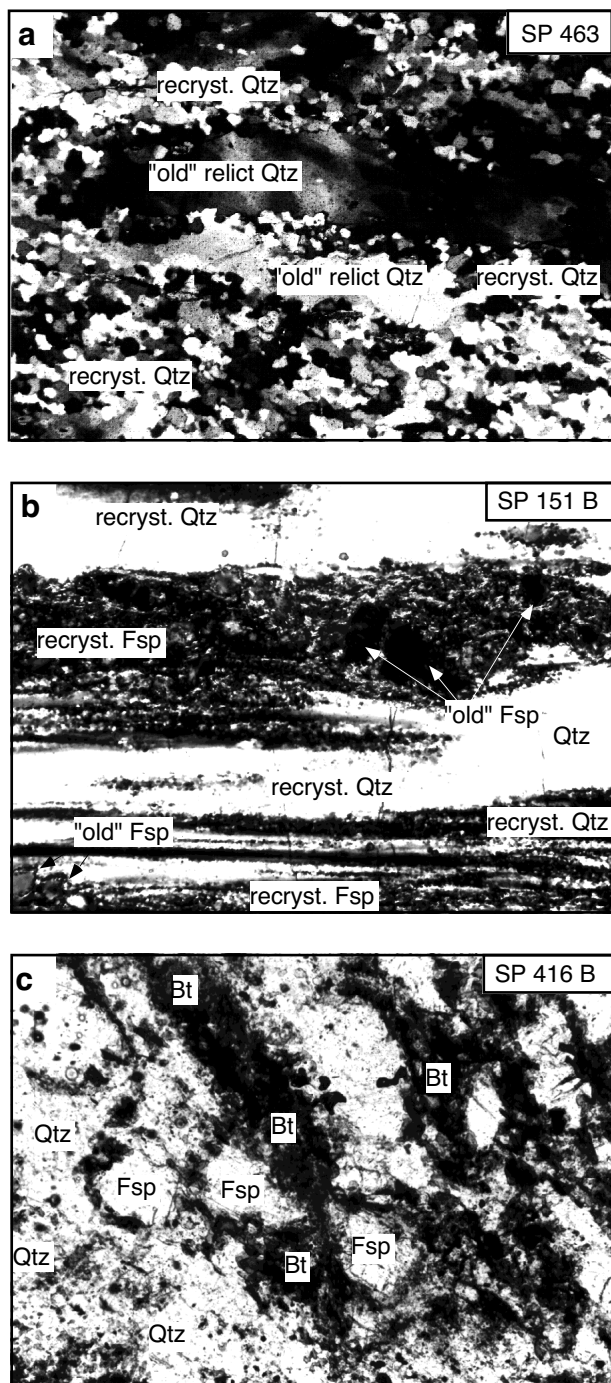 a
SP 463
recryst. Qtz
"old" relict Qtz
"old" relict Qtz
recryst. Qtz
recryst. Qtz
b
SP 151 B
recryst. Qtz
recryst. Fsp
"old" Fsp
Qtz
recryst. Qtz
recryst. Qtz
"old" Fsp
recryst. Fsp
c
SP 416 B
Bt
Bt
Bt
Qtz
Fsp
Fsp
Fsp
Qtz
Bt
Qtz